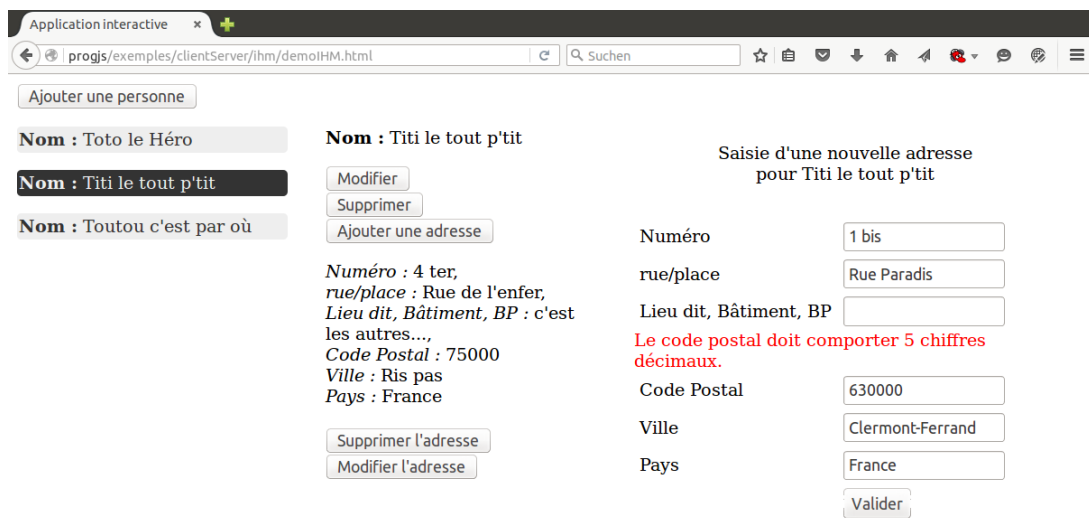 Application interactive
progjs/exemples/clientServer/ihm/demoIHM.html
Suchen
Ajouter une personne
Nom : Toto le Héro
Nom : Titi le tout p'tit
Nom : Toutou c'est par où
Nom : Titi le tout p'tit
Modifier
Supprimer
Ajouter une adresse
Numéro : 4 ter,
rue/place : Rue de l'enfer,
Lieu dit, Bâtiment, BP : c'est
les autres...,
Code Postal : 75000
Ville : Ris pas
Pays : France
Supprimer l'adresse
Modifier l'adresse
Saisie d'une nouvelle adresse
pour Titi le tout p'tit
Numéro 1 bis
rue/place Rue Paradis
Lieu dit, Bâtiment, BP
Le code postal doit comporter 5 chiffres
décimaux.
Code Postal 630000
Ville Clermont-Ferrand
Pays France
Valider